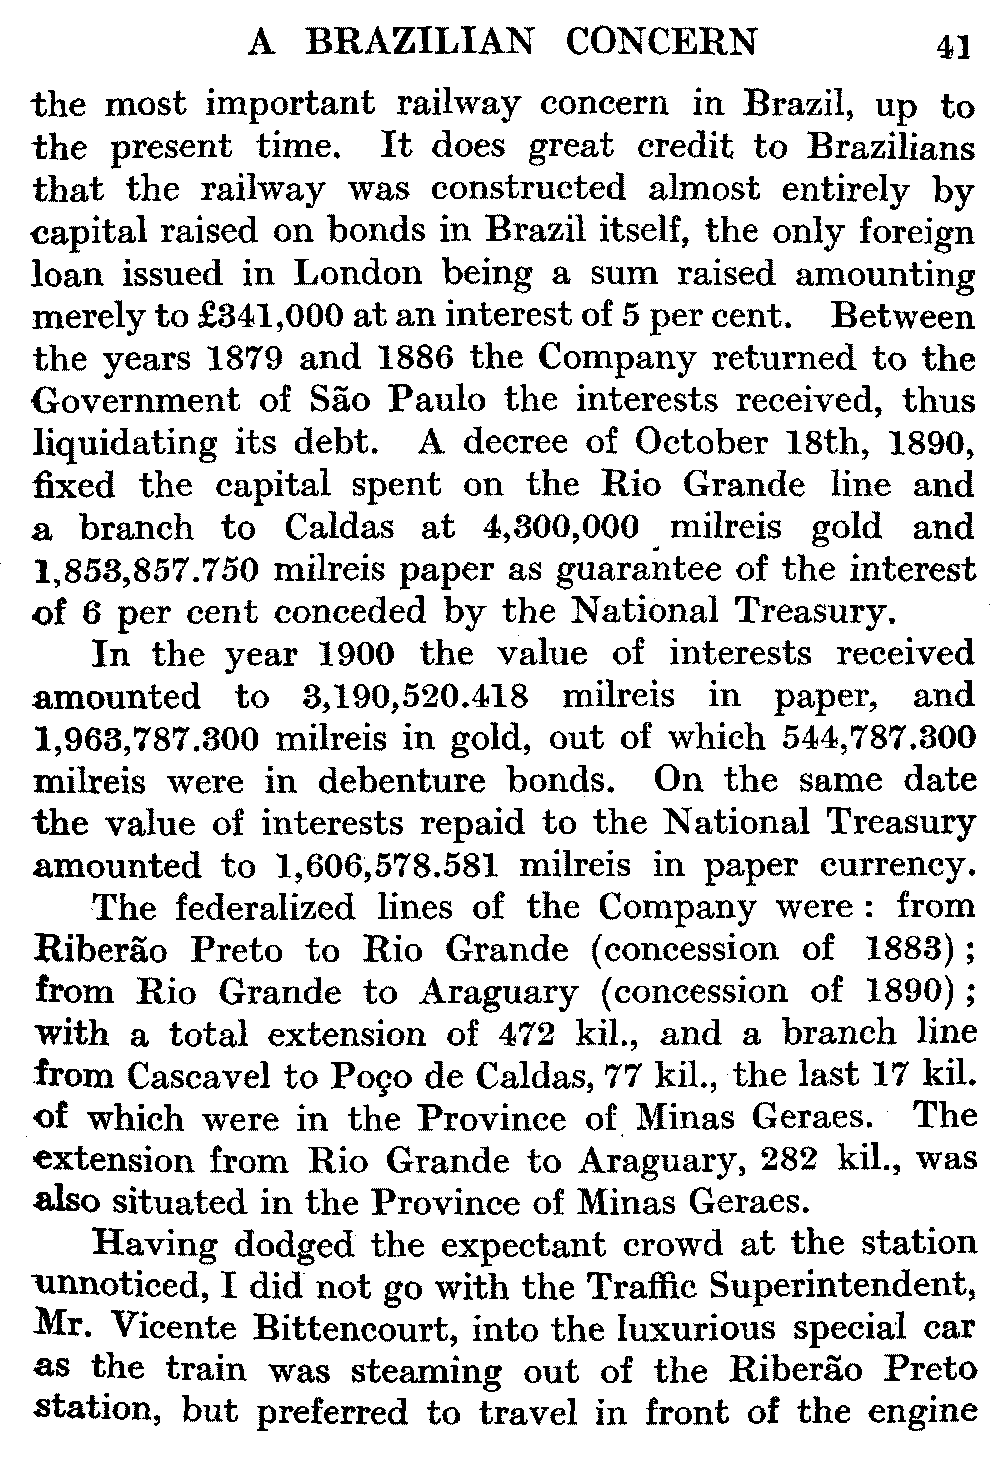 A BRAZILIAN CONCERN 41
the most important railway concern in Brazil, up to
the present time. It does great credit to Brazilians
that the railway was constructed almost entirely by
capital raised on bonds in Brazil itself, the only foreign
loan issued in London being a sum raised amounting
merely to £341,000 at an interest of 5 per cent. Between
the years 1879 and 1886 the Company returned to the
Government of São Paulo the interests received, thus
liquidating its debt. A decree of October 18th, 1890,
fixed the capital spent on the Rio Grande line and
a branch to Caldas at 4,300,000 milreis gold and
1,853,857.750 milreis paper as guarantee of the interest
of 6 per cent conceded by the National Treasury.
In the year 1900 the value of interests received
amounted to 3,190,520.418 milreis in paper, and
1,963,787.300 milreis in gold, out of which 544,787.300
milreis were in debenture bonds. On the same date
the value of interests repaid to the National Treasury
amounted to 1,606,578.581 milreis in paper currency.
The federalized lines of the Company were : from
Riberão Preto to Rio Grande (concession of 1883) ;
from Rio Grande to Araguary (concession of 1890) ;
with a total extension of 472 kil., and a branch line
from Cascavel to Poço de Caldas, 77 kil., the last 17 kil.
of which were in the Province of Minas Geraes. The
extension from Rio Grande to Araguary, 282 kil., was
also situated in the Province of Minas Geraes.
Having dodged the expectant crowd at the station
unnoticed, I did not go with the Traffic Superintendent,
Mr. Vicente Bittencourt, into the luxurious special car
as the train was steaming out of the Riberão Preto
station, but preferred to travel in front of the engine